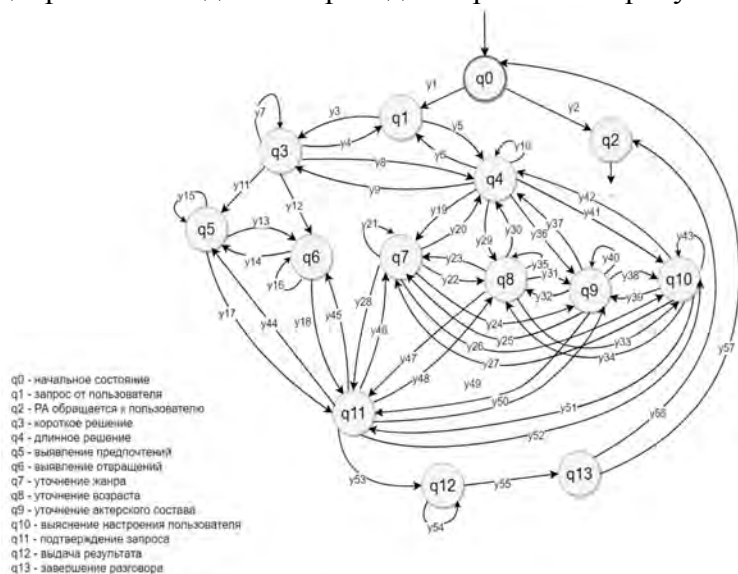 q0
y1
y2
q1
q2
y3
y4
y5
y6
y7
q3
y8
y9
q4
y10
y11
y12
y19
y20
y29
y30
y36
y37
y42
y41
y15
q5
y13
y14
q6
y16
y21
q7
y23
y22
q8
y35
y31
y32
y40
q9
y38
y39
y43
q10
y17
y44
y18
y45
y28
y46
y24
y25
y26
y27
y33
y34
y57
y47
y48
y49
y50
y51
y52
q11
y53
q12
y54
y55
q13
y56
q0 - начальное состояние
q1 - запрос от пользователя
q2 - РА обращается к пользователю
q3 - короткое решение
q4 - длинное решение
q5 - выявление предпочтений
q6 - выявление отвращений
q7 - уточнение жанра
q8 - уточнение возраста
q9 - уточнение актерского состава
q10 - выяснение настроения пользователя
q11 - подтверждение запроса
q12 - выдача результата
q13 - завершение разговора